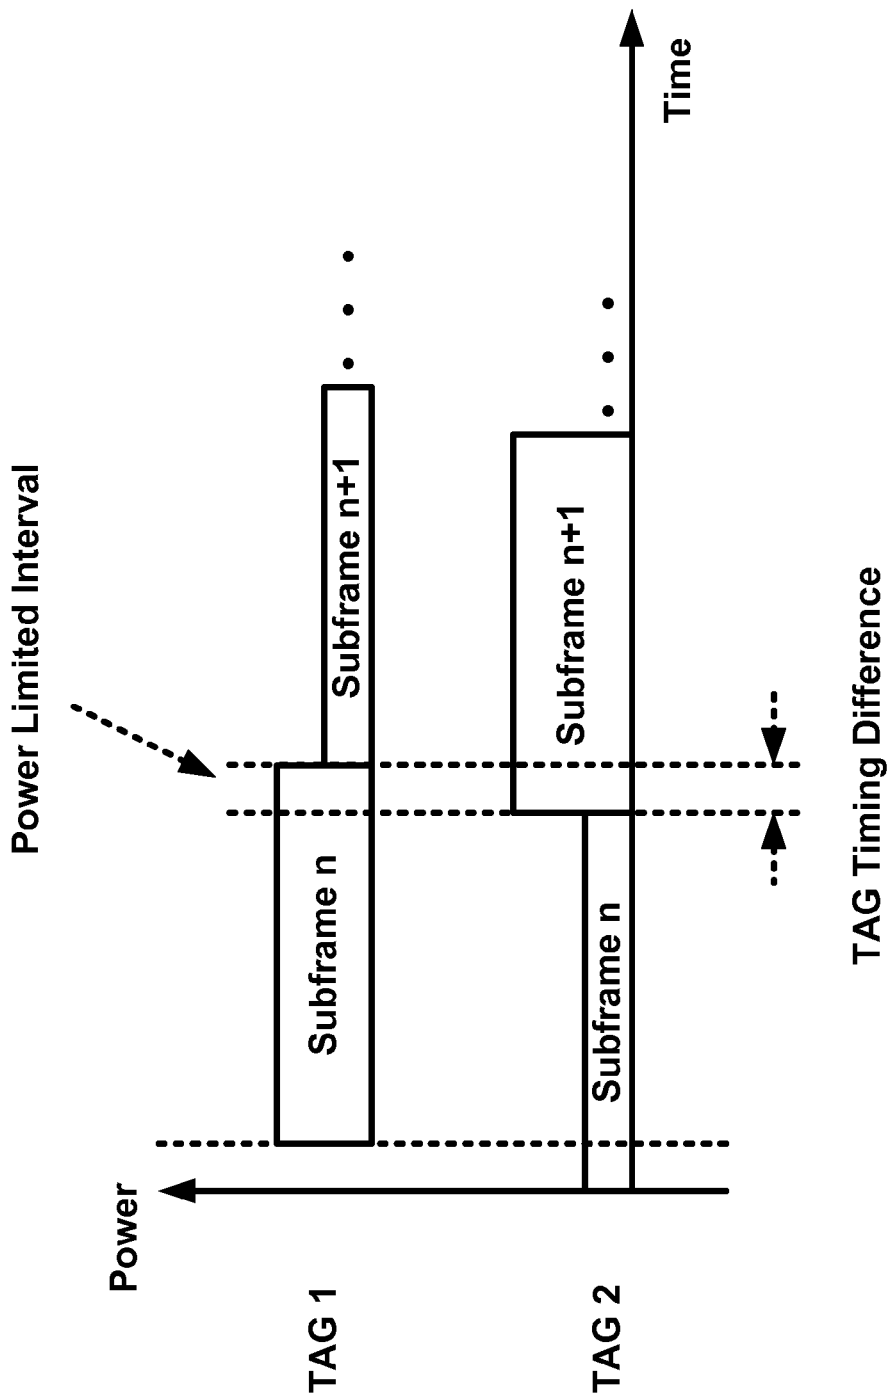 Power Limited Interval
Power
TAG 1
Subframe n
Subframe n+1
TAG 2
Subframe n
Subframe n+1
Time
TAG Timing Difference